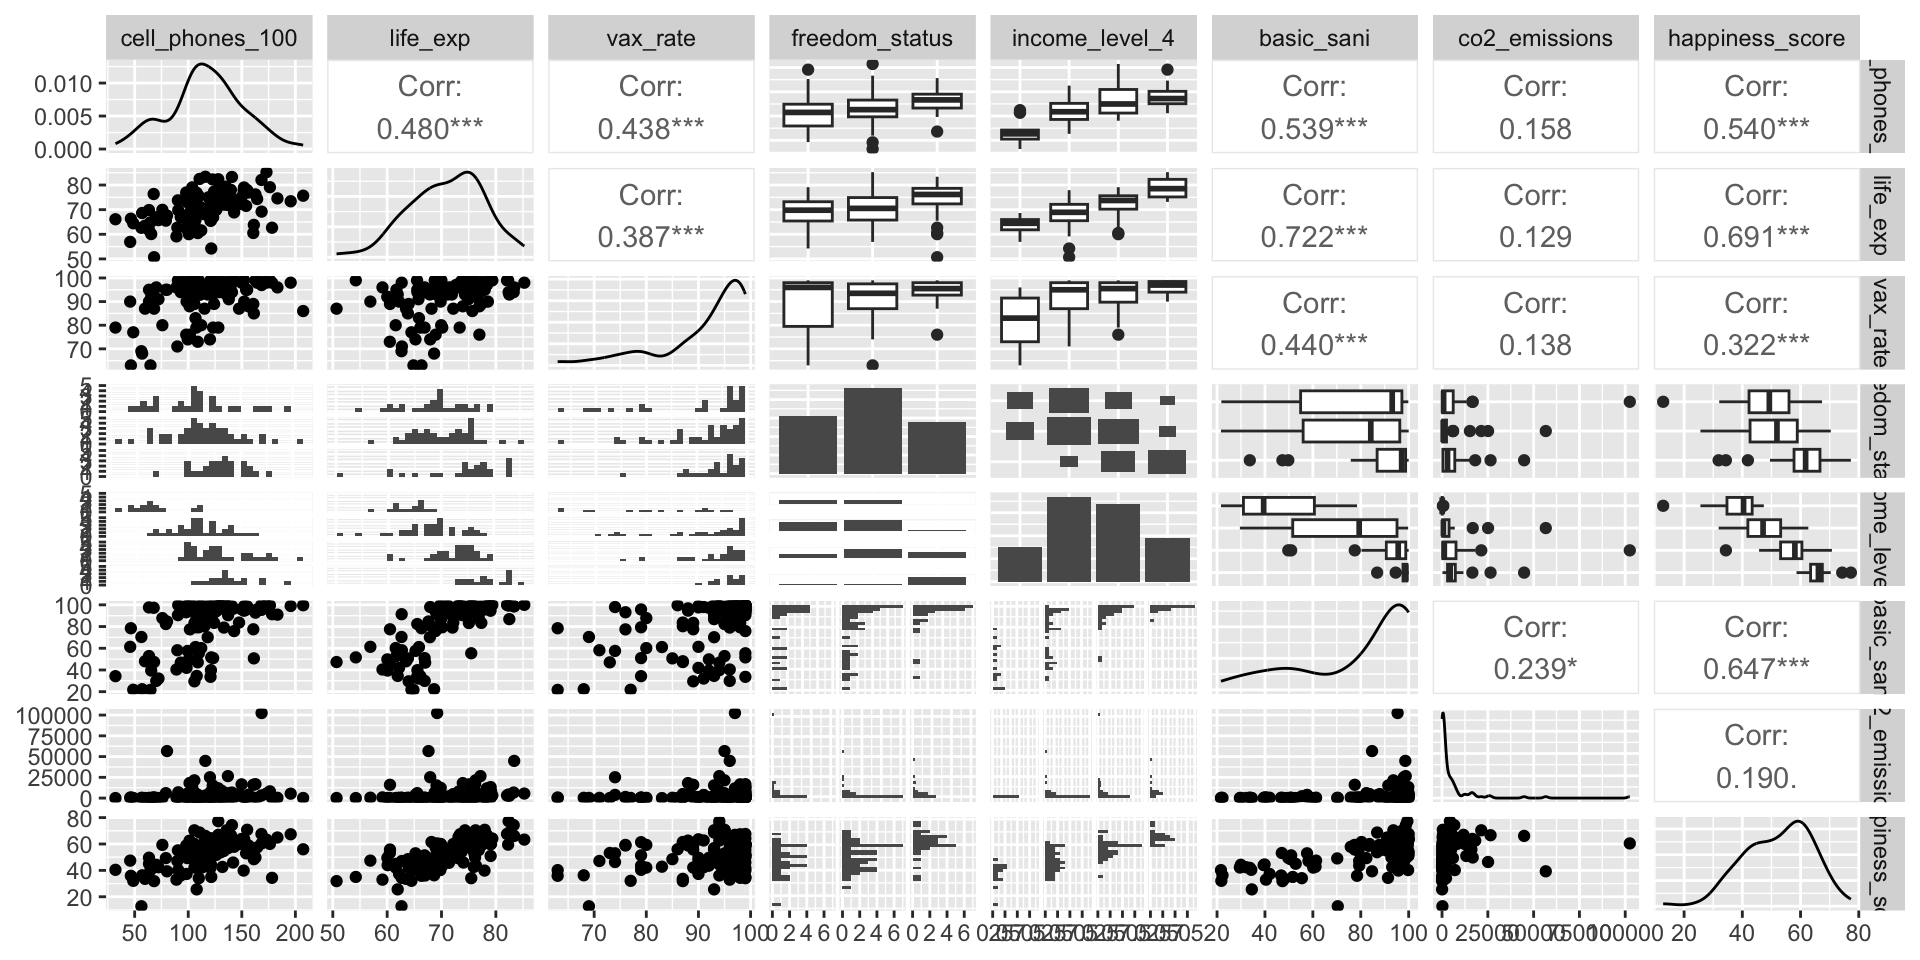 cell_phones_100 life_exp vax_rate freedom_status income_level_4 basic_sani co2_emissions happiness_score
0.010
0.005
0.000
Corr: Corr: Corr: Corr: Corr:
0.480*** 0.438*** 0.539*** 0.158 0.540***
_phones_
80
70
60
50
Corr: Corr: Corr: Corr:
0.387*** 0.722*** 0.129 0.691***
life_exp
100
90
80
70
Corr: Corr: Corr:
0.440*** 0.138 0.322***
vax_rate
edom_sta
ome_leve
100
80
60
40
20
Corr: Corr:
0.239* 0.647***
basic_san
100000
75000
50000
25000
0
Corr:
0.190.
2_emissio
80
60
40
20
piness_sc
50 100 150 200 50 60 70 80 70 80 90 100 0 2 4 6 0 2 4 6 0 2 4 6 20 40 60 80 100 0 25000 50000 75000 100000 20 40 60 80